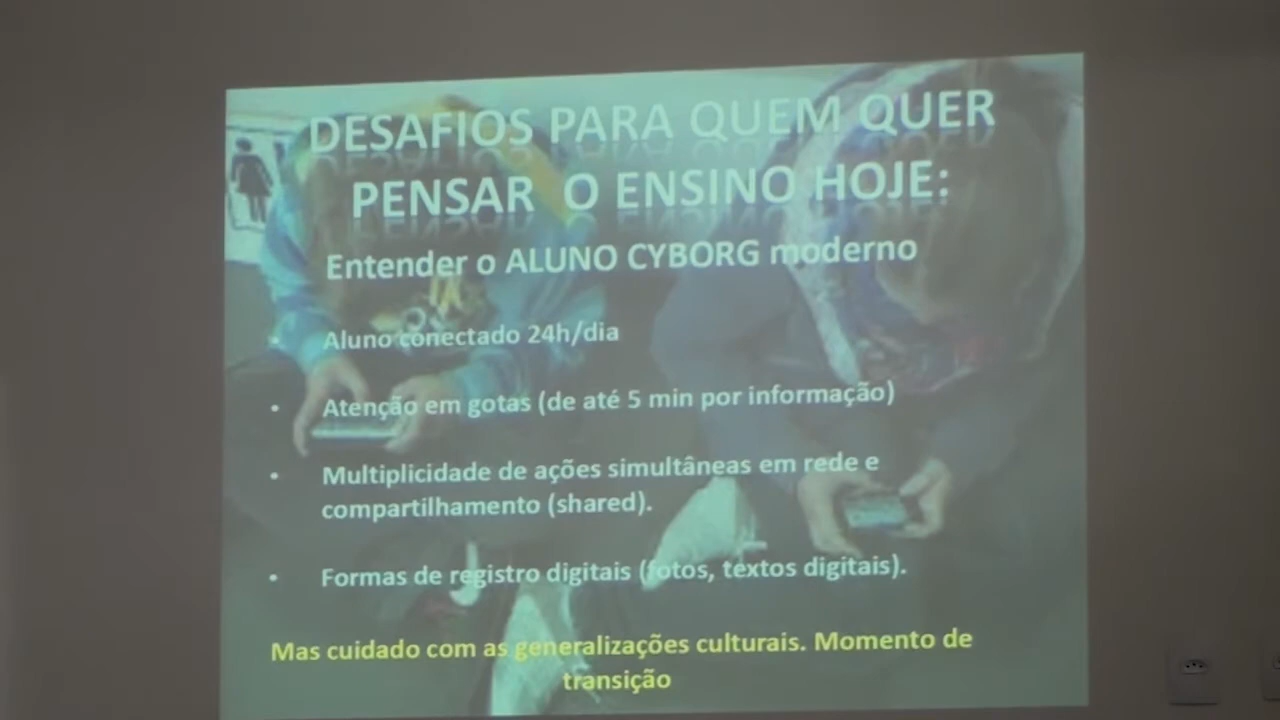 DESAFIOS PARA QUEM QUER
PENSAR O ENSINO HOJE:
Entender o ALUNO CYBORG moderno
• Aluno conectado 24h/dia
• Atenção em gotas (de até 5 min por informação)
• Multiplicidade de ações simultâneas em rede e
compartilhamento (shared).
• Formas de registro digitais (fotos, textos digitais).
Mas cuidado com as generalizações culturais. Momento de
transição